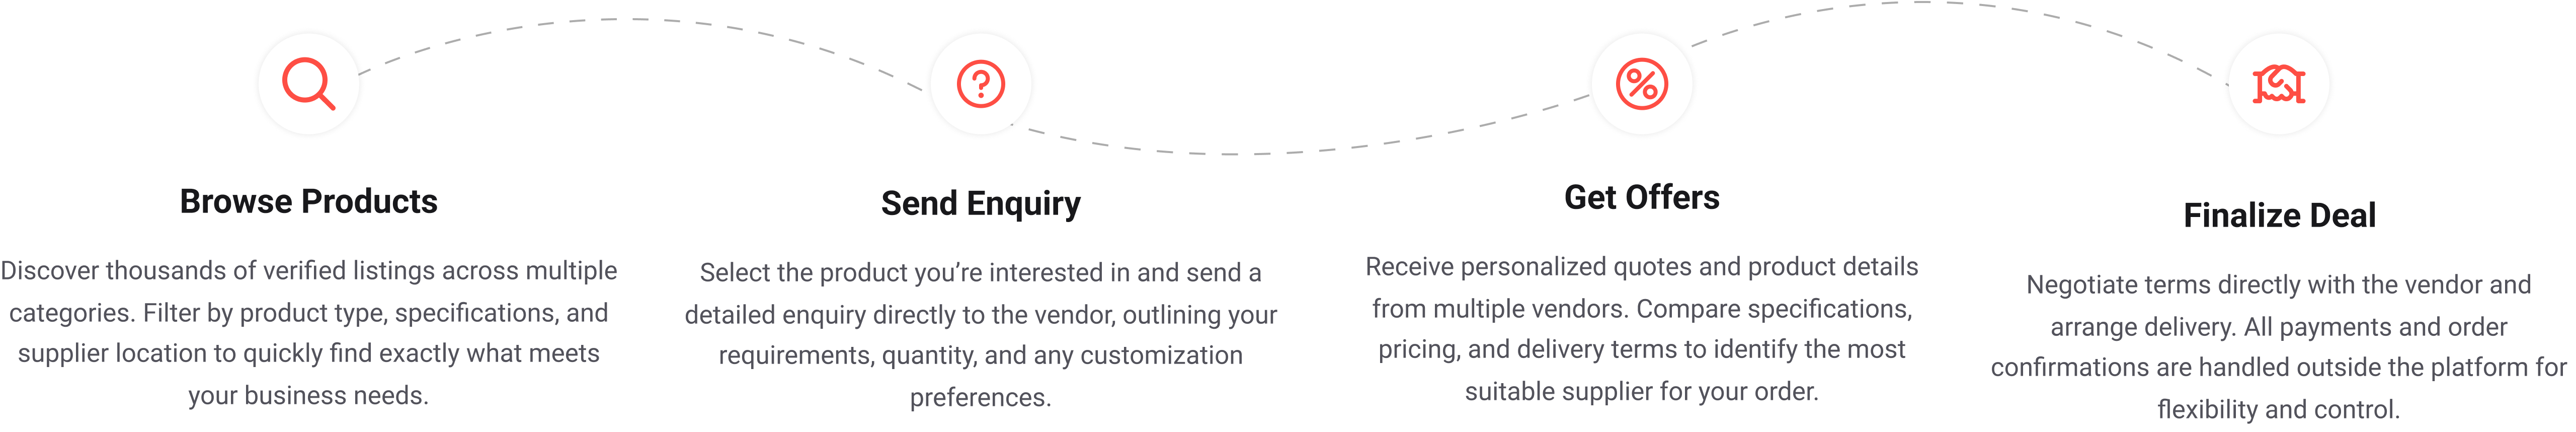 Browse Products
Discover thousands of verified listings across multiple
categories. Filter by product type, specifications, and
supplier location to quickly find exactly what meets
your business needs.
Send Enquiry
Select the product you’re interested in and send a
detailed enquiry directly to the vendor, outlining your
requirements, quantity, and any customization
preferences.
Get Offers
Receive personalized quotes and product details
from multiple vendors. Compare specifications,
pricing, and delivery terms to identify the most
suitable supplier for your order.
Finalize Deal
Negotiate terms directly with the vendor and
arrange delivery. All payments and order
confirmations are handled outside the platform for
flexibility and control.